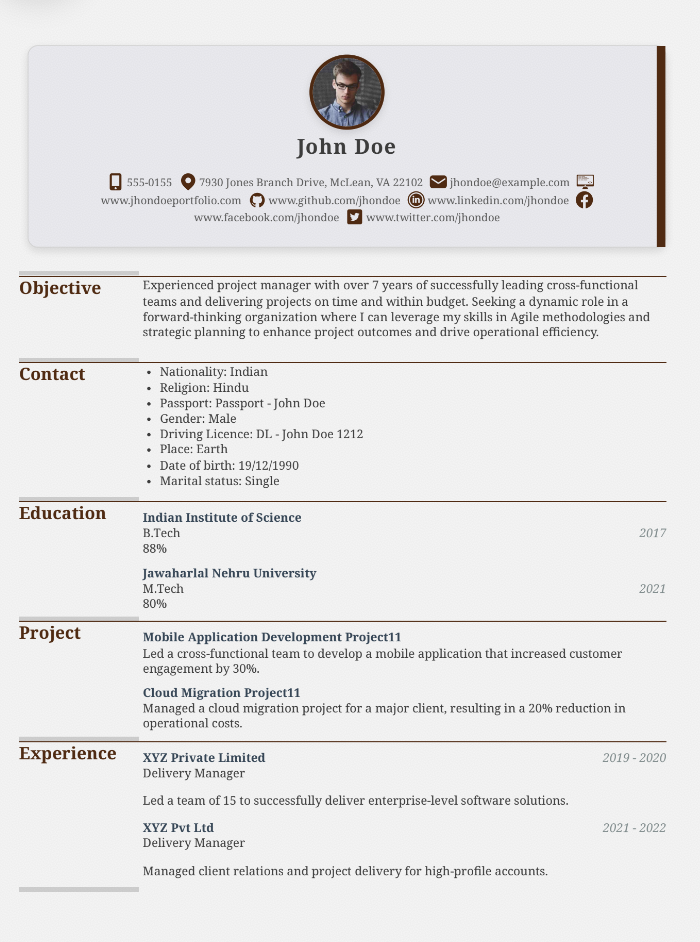 John Doe
555-0155 7930 Jones Branch Drive, McLean, VA 22102 jhondoe@example.com
www.jhondoeportfolio.com www.github.com/jhondoe www.linkedin.com/jhondoe
www.facebook.com/jhondoe www.twitter.com/jhondoe
Objective
Experienced project manager with over 7 years of successfully leading cross-functional
teams and delivering projects on time and within budget. Seeking a dynamic role in a
forward-thinking organization where I can leverage my skills in Agile methodologies and
strategic planning to enhance project outcomes and drive operational efficiency.
Contact
• Nationality: Indian
• Religion: Hindu
• Passport: Passport - John Doe
• Gender: Male
• Driving Licence: DL - John Doe 1212
• Place: Earth
• Date of birth: 19/12/1990
• Marital status: Single
Education
Indian Institute of Science
B.Tech 2017
88%
Jawaharlal Nehru University
M.Tech 2021
80%
Project
Mobile Application Development Project11
Led a cross-functional team to develop a mobile application that increased customer
engagement by 30%.
Cloud Migration Project11
Managed a cloud migration project for a major client, resulting in a 20% reduction in
operational costs.
Experience
XYZ Private Limited 2019 - 2020
Delivery Manager
Led a team of 15 to successfully deliver enterprise-level software solutions.
XYZ Pvt Ltd 2021 - 2022
Delivery Manager
Managed client relations and project delivery for high-profile accounts.